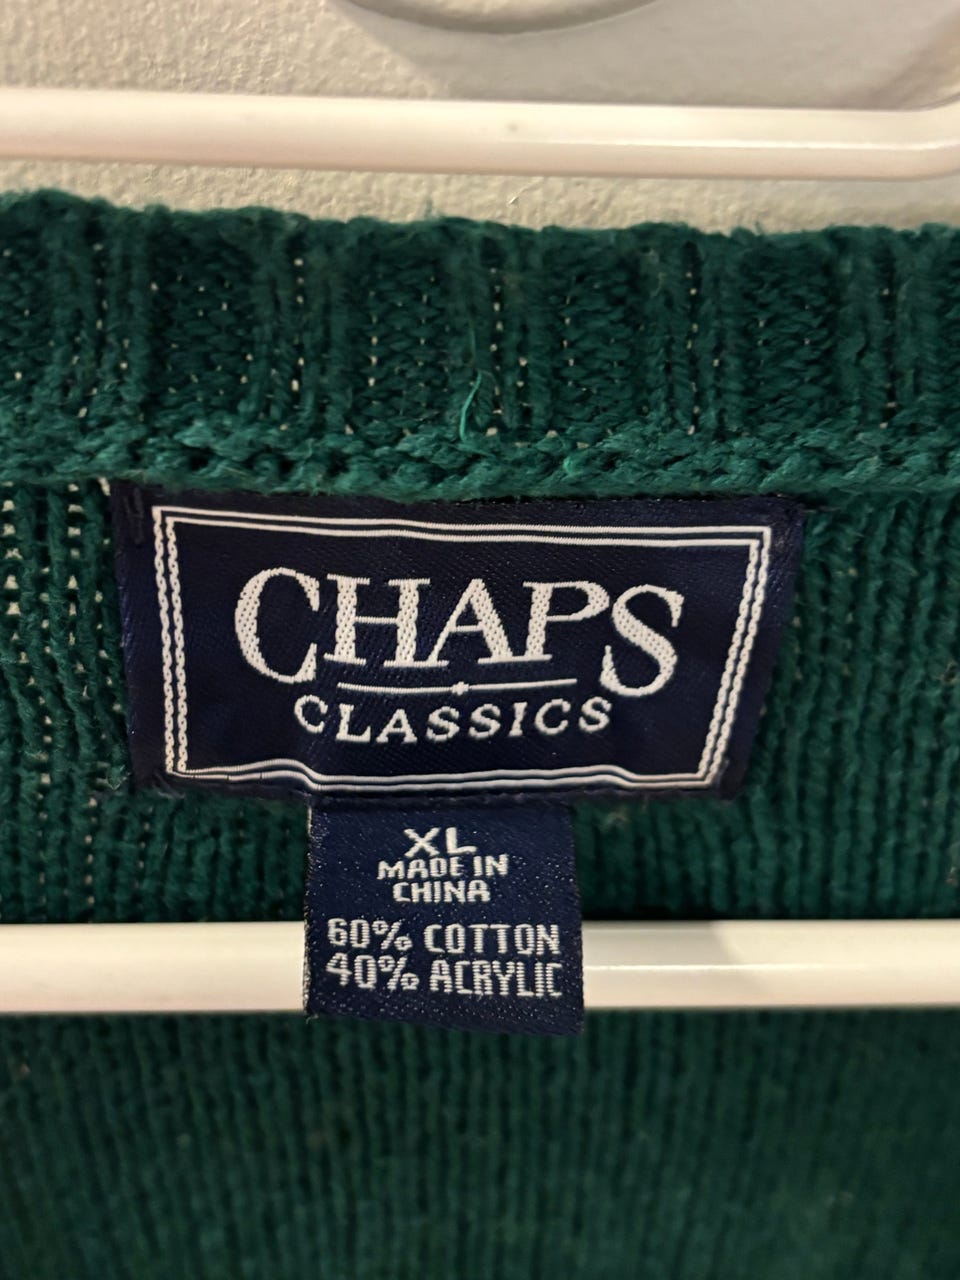 CHAPS
CLASSICS
XL
MADE IN
CHINA
60% COTTON
40% ACRYLIC